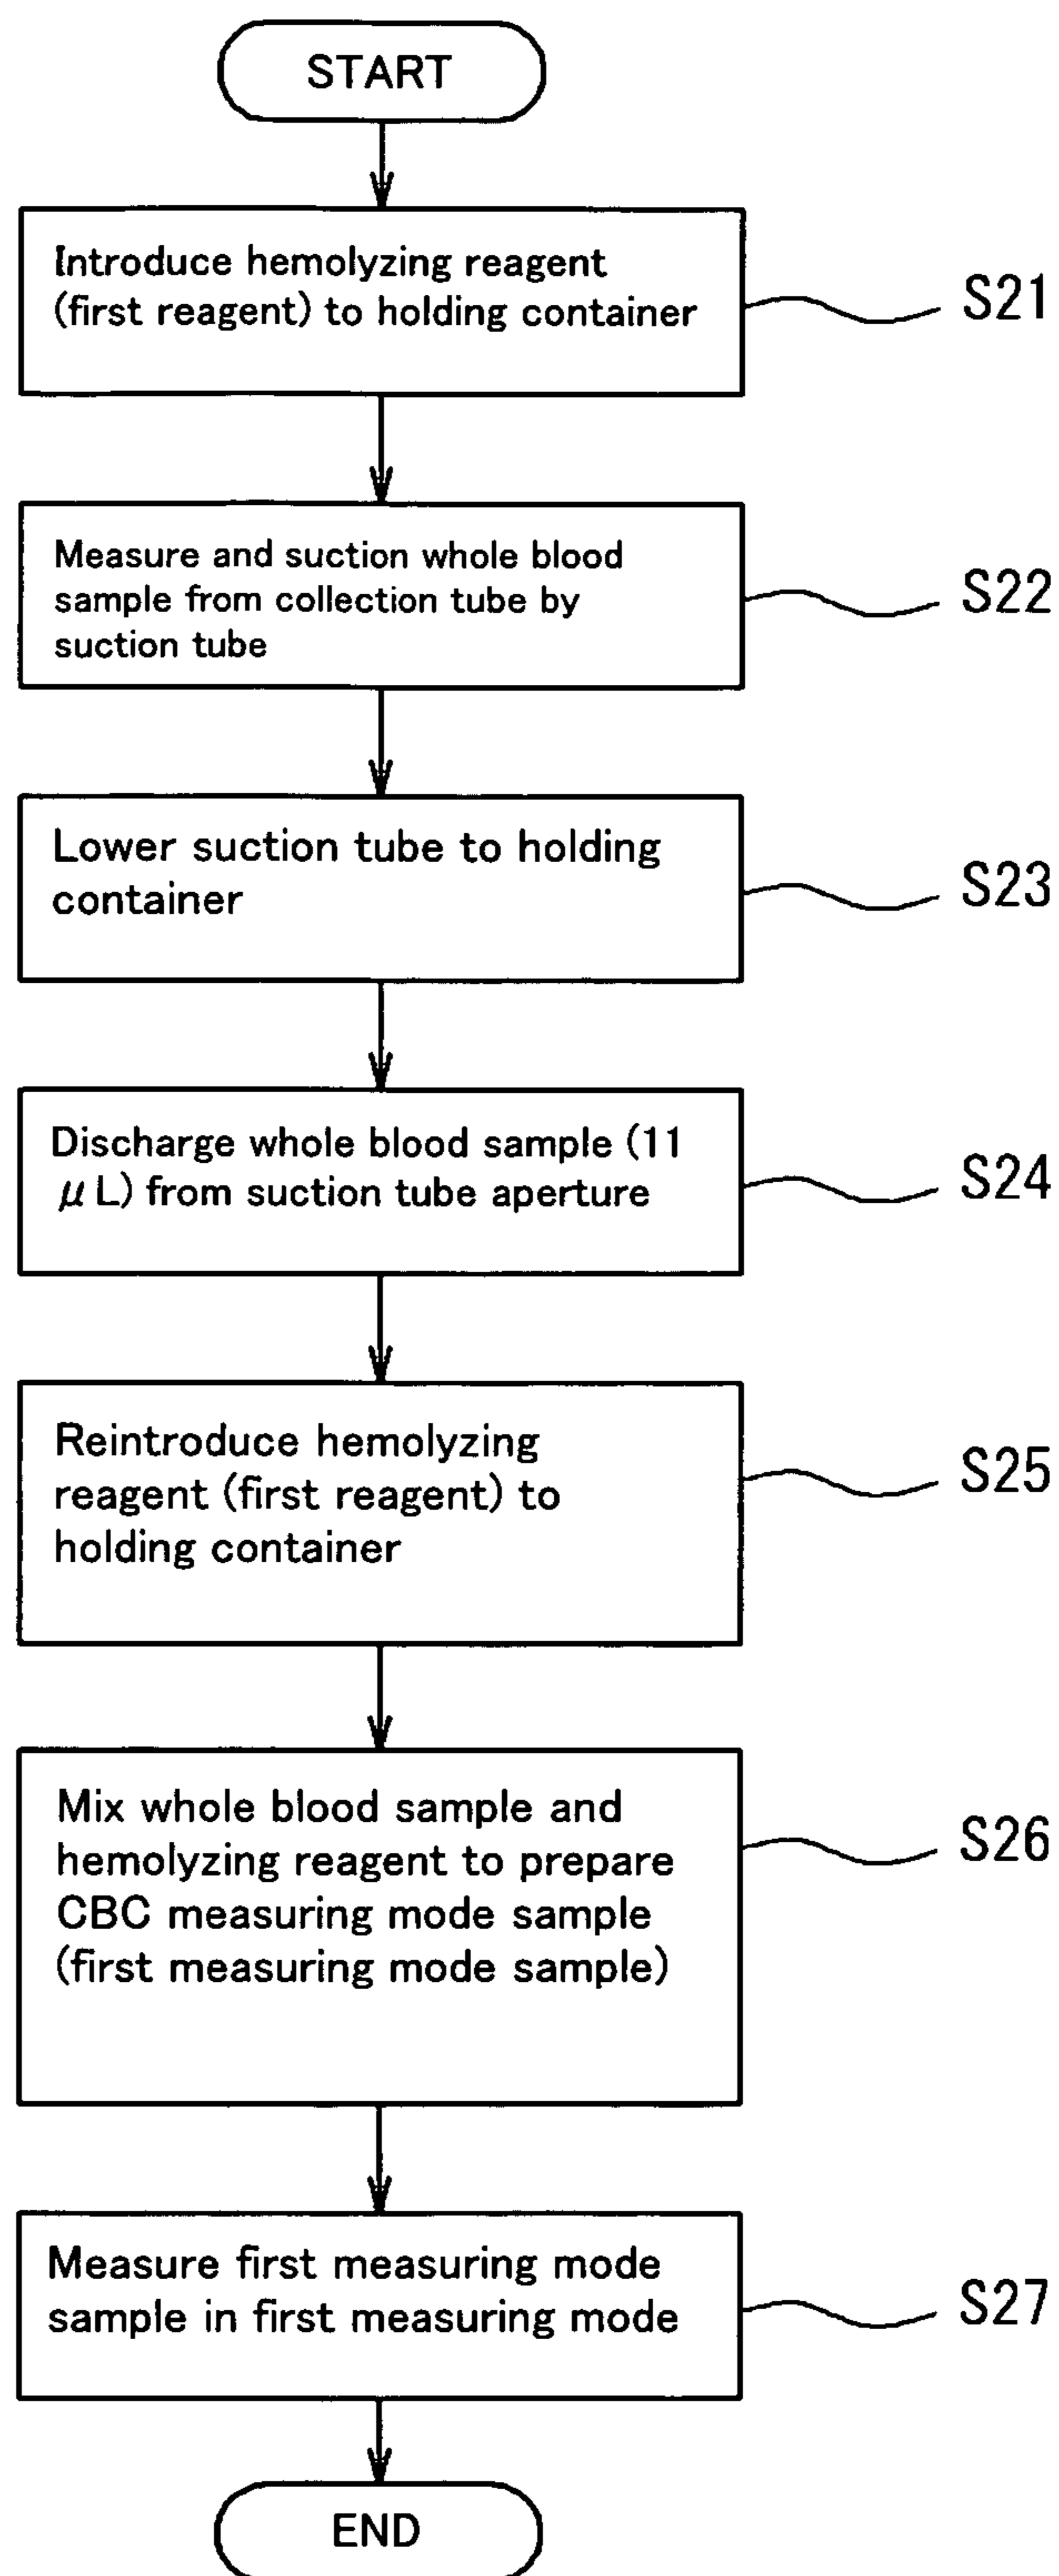 START
Introduce hemolyzing reagent
(first reagent) to holding container
S21
Measure and suction whole blood
sample from collection tube by
suction tube
S22
Lower suction tube to holding
container
S23
Discharge whole blood sample (11
μL) from suction tube aperture
S24
Reintroduce hemolyzing
reagent (first reagent) to
holding container
S25
Mix whole blood sample and
hemolyzing reagent to prepare
CBC measuring mode sample
(first measuring mode sample)
S26
Measure first measuring mode
sample in first measuring mode
S27
END